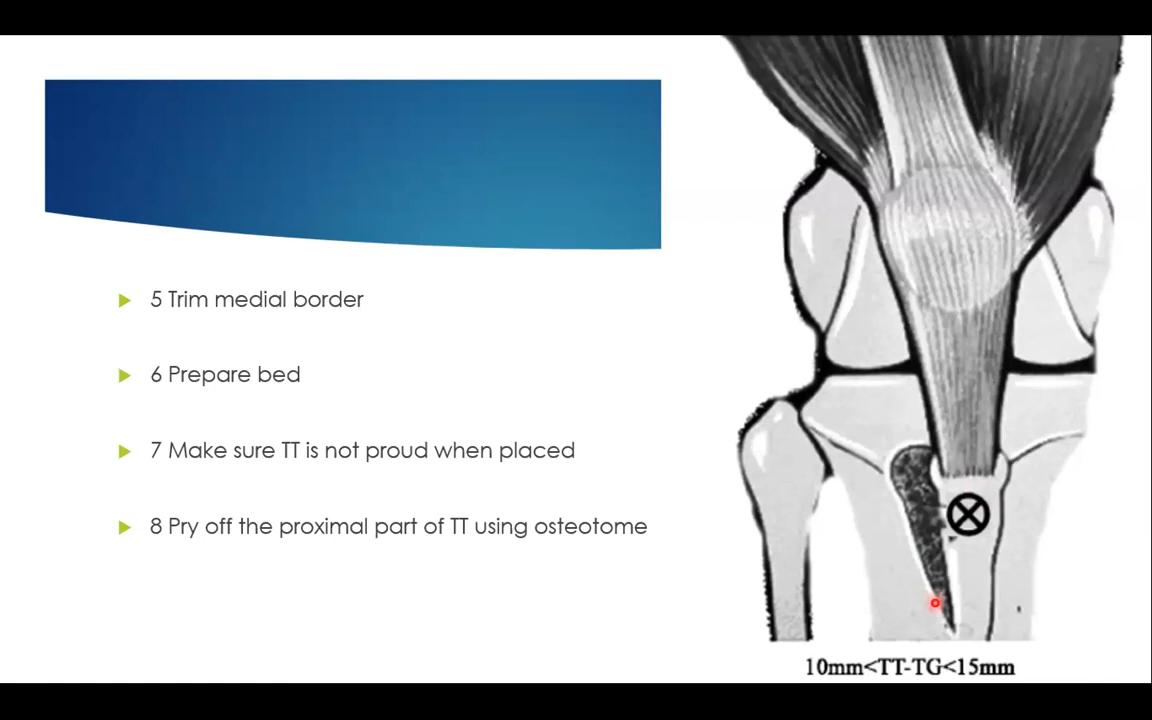 5 Trim medial border
6 Prepare bed
7 Make sure TT is not proud when placed
8 Pry off the proximal part of TT using osteotome
10mm<TT-TG<15mm